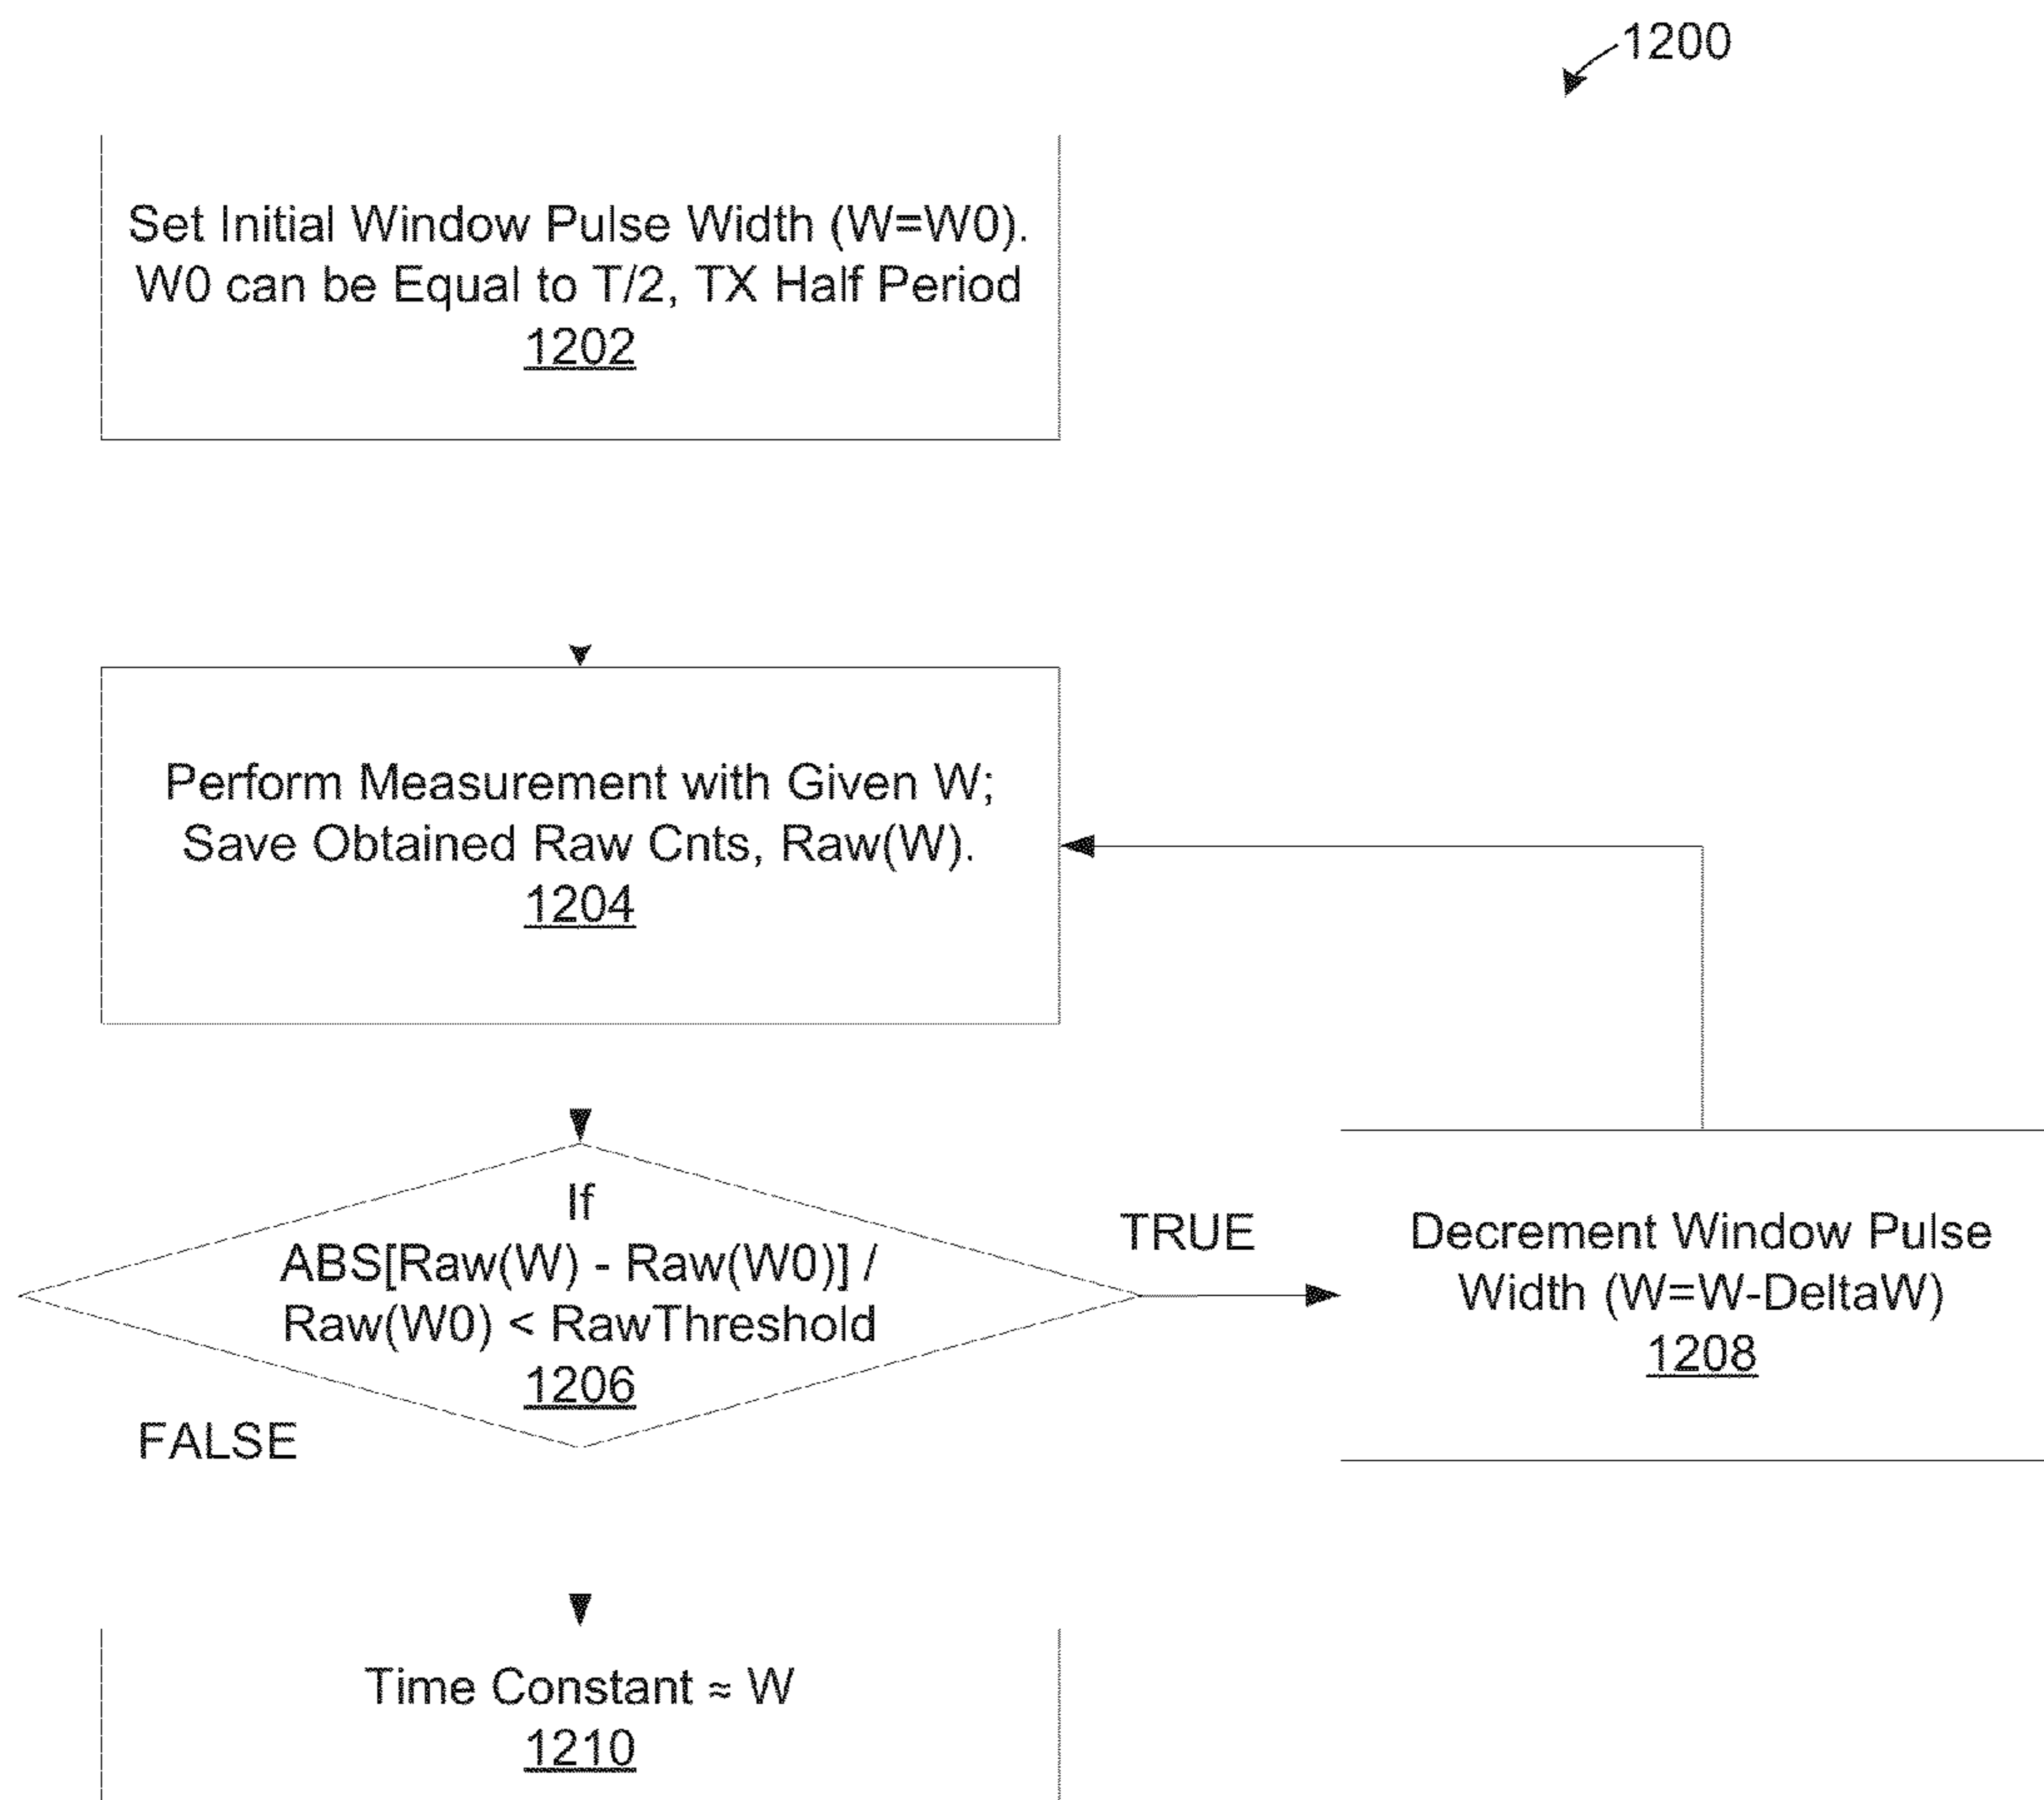 1200
Set Initial Window Pulse Width (W=W0).
W0 can be Equal to T/2, TX Half Period
1202
Perform Measurement with Given W;
Save Obtained Raw Cnts, Raw(W).
1204
If
ABS[Raw(W) - Raw(W0)] /
Raw(W0) < RawThreshold
1206
TRUE
FALSE
Decrement Window Pulse
Width (W=W-DeltaW)
1208
Time Constant ≈ W
1210